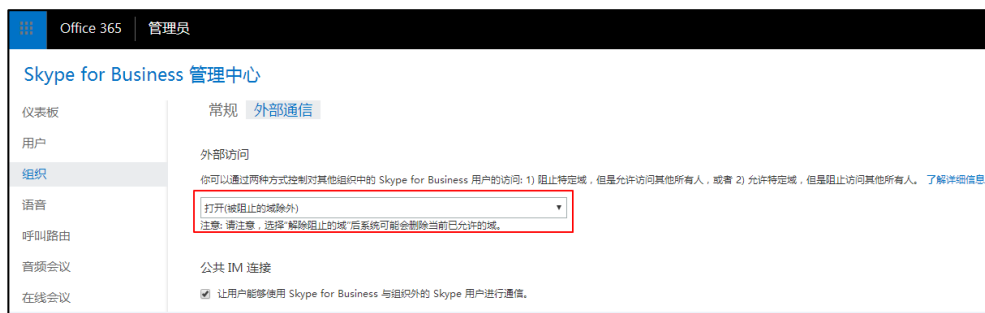 Office 365 管理员
Skype for Business 管理中心
仪表板
用户
组织
语音
呼叫路由
音频会议
在线会议
常规 外部通信
外部访问
你可以通过两种方式控制对其他组织中的 Skype for Business 用户的访问: 1) 阻止特定域，但是允许访问其他所有人，或者 2) 允许特定域，但是阻止访问其他所有人。 了解详细信息
打开(被阻止的域除外)
注意: 请注意，选择"解除阻止的域"后系统可能会删除当前已允许的域。
公共 IM 连接
让用户能够使用 Skype for Business 与组织外的 Skype 用户进行通信。